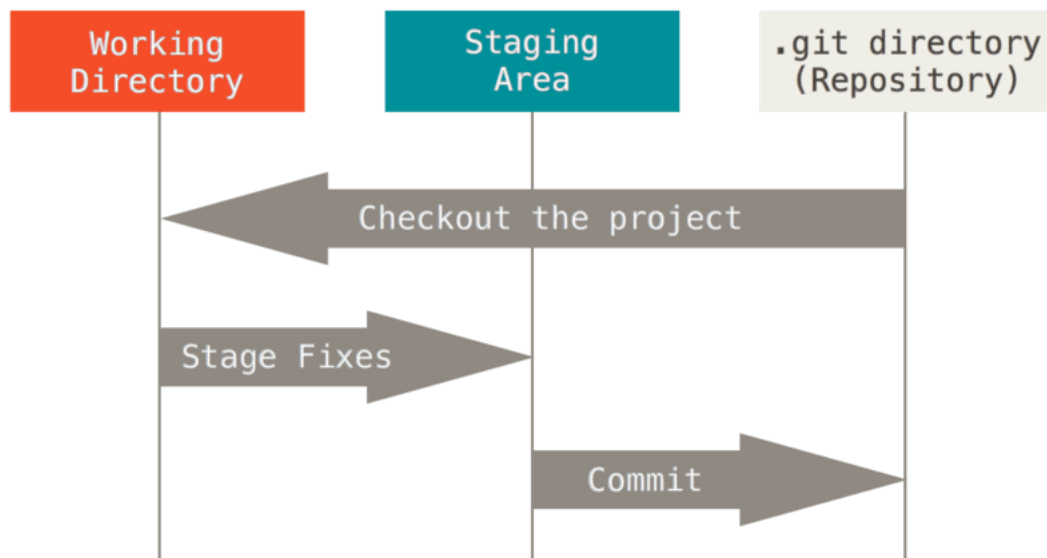 Working
Directory
Staging
Area
.git directory
(Repository)
Checkout the project
Stage Fixes
Commit